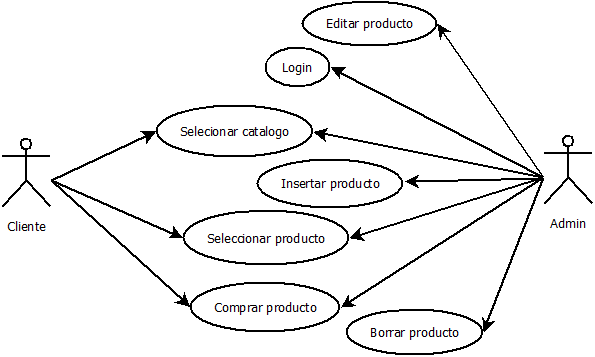 Editar producto
Login
Selecionar catalogo
Insertar producto
Cliente
Admin
Seleccionar producto
Comprar producto
Borrar producto